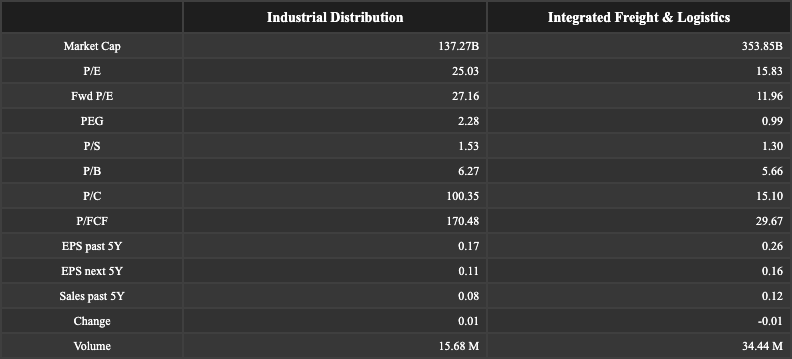 Industrial Distribution Integrated Freight & Logistics
Market Cap 137.27B 353.85B
P/E 25.03 15.83
Fwd P/E 27.16 11.96
PEG 2.28 0.99
P/S 1.53 1.30
P/B 6.27 5.66
P/C 100.35 15.10
P/FCF 170.48 29.67
EPS past 5Y 0.17 0.26
EPS next 5Y 0.11 0.16
Sales past 5Y 0.08 0.12
Change 0.01 -0.01
Volume 15.68 M 34.44 M